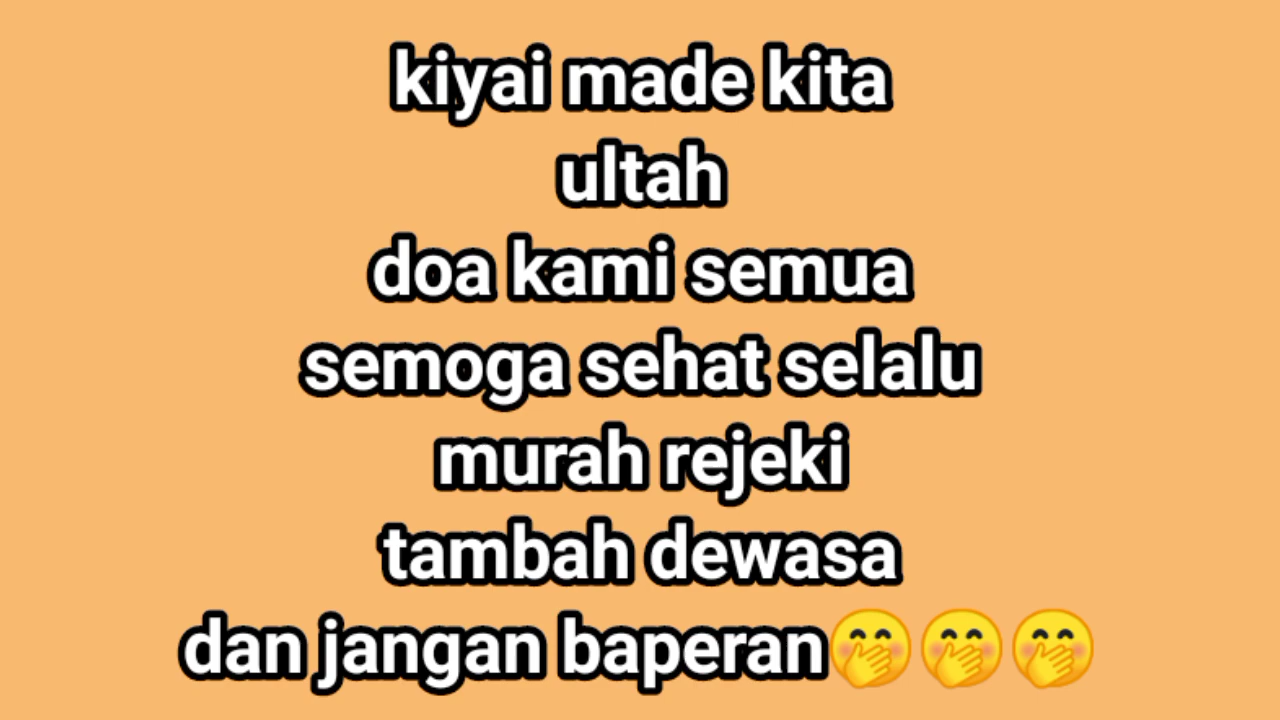 kiyai made kita
ultah
doa kami semua
semoga sehat selalu
murah rejeki
tambah dewasa
dan jangan baperan🤭🤭🤭